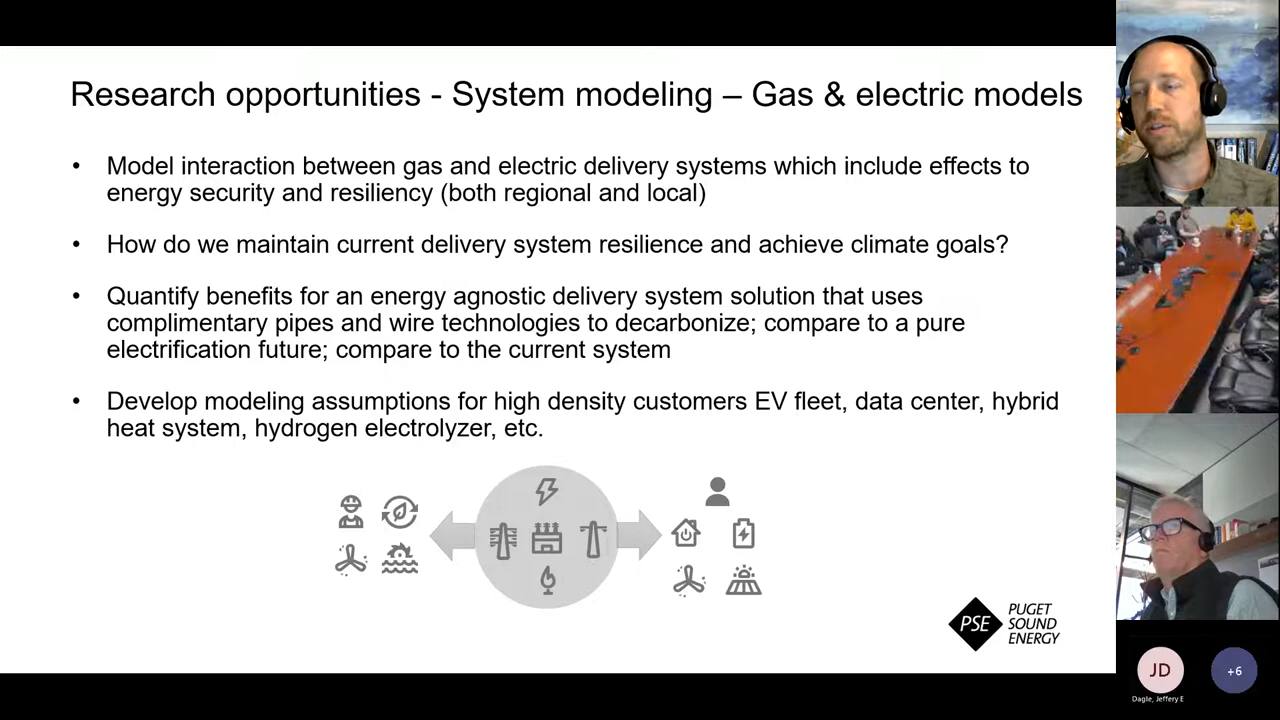 Research opportunities - System modeling – Gas & electric models
• Model interaction between gas and electric delivery systems which include effects to
energy security and resiliency (both regional and local)
• How do we maintain current delivery system resilience and achieve climate goals?
• Quantify benefits for an energy agnostic delivery system solution that uses
complimentary pipes and wire technologies to decarbonize; compare to a pure
electrification future; compare to the current system
• Develop modeling assumptions for high density customers EV fleet, data center, hybrid
heat system, hydrogen electrolyzer, etc.
PSE
PUGET
SOUND
ENERGY
JD
+6
Dagle, Jeffery E